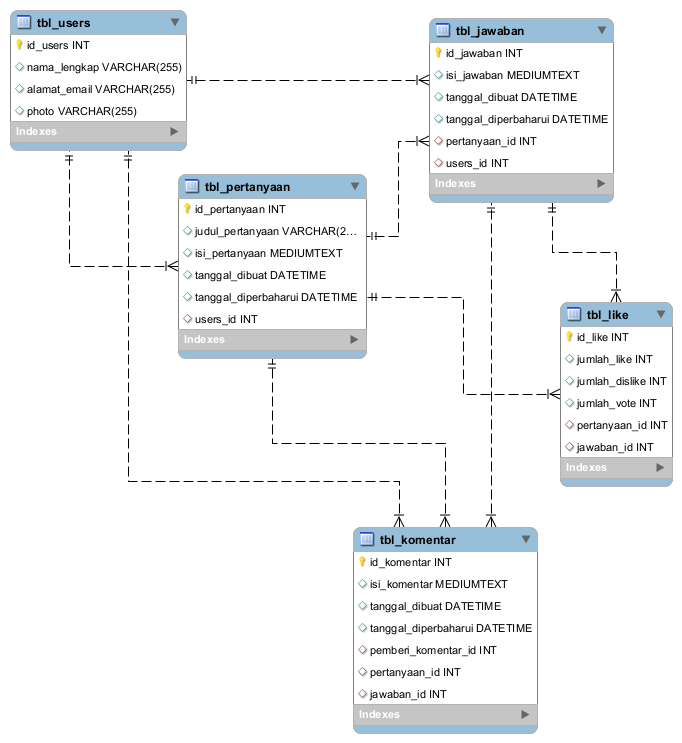 tbl_users
id_users INT
nama_lengkap VARCHAR(255)
alamat_email VARCHAR(255)
photo VARCHAR(255)
Indexes
tbl_jawaban
id_jawaban INT
isi_jawaban MEDIUMTEXT
tanggal_dibuat DATETIME
tanggal_diperbaharui DATETIME
pertanyaan_id INT
users_id INT
Indexes
tbl_pertanyaan
id_pertanyaan INT
judul_pertanyaan VARCHAR(2...
isi_pertanyaan MEDIUMTEXT
tanggal_dibuat DATETIME
tanggal_diperbaharui DATETIME
users_id INT
Indexes
tbl_like
id_like INT
jumlah_like INT
jumlah_dislike INT
jumlah_vote INT
pertanyaan_id INT
jawaban_id INT
Indexes
tbl_komentar
id_komentar INT
isi_komentar MEDIUMTEXT
tanggal_dibuat DATETIME
tanggal_diperbaharui DATETIME
pemberi_komentar_id INT
pertanyaan_id INT
jawaban_id INT
Indexes